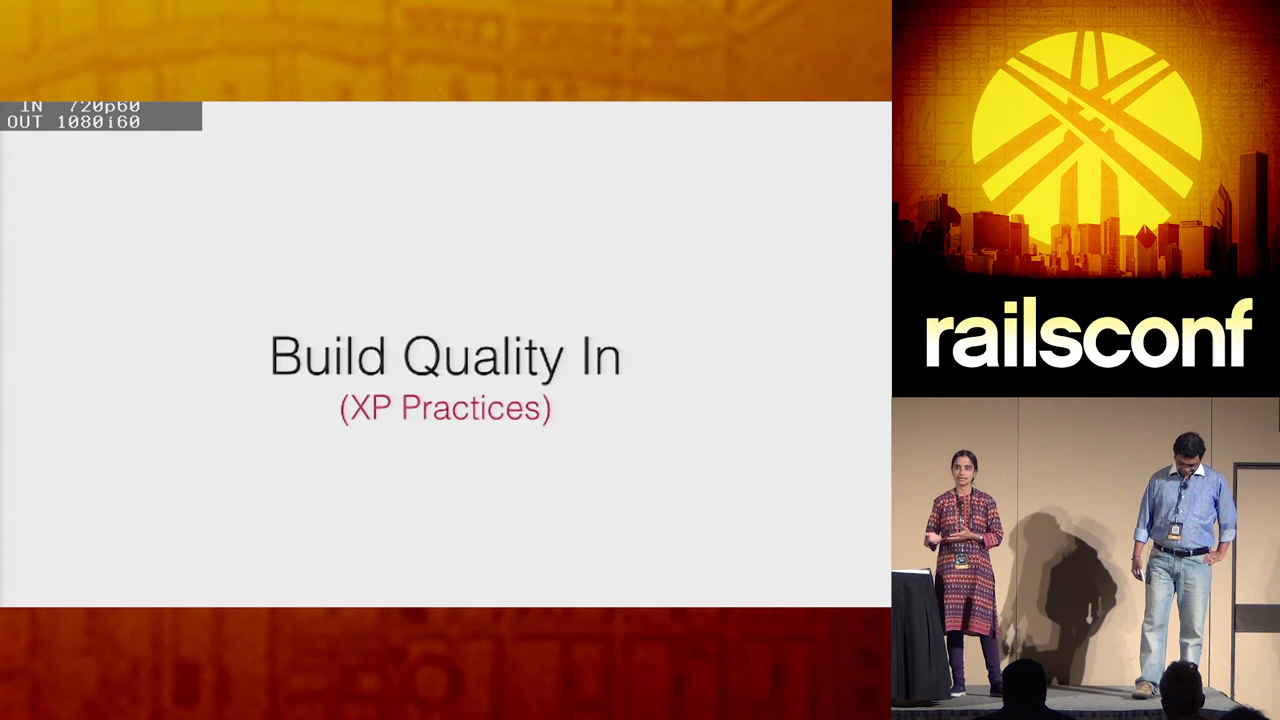 IN 720p60
OUT 1080i60
Build Quality In
(XP Practices)
railsconf